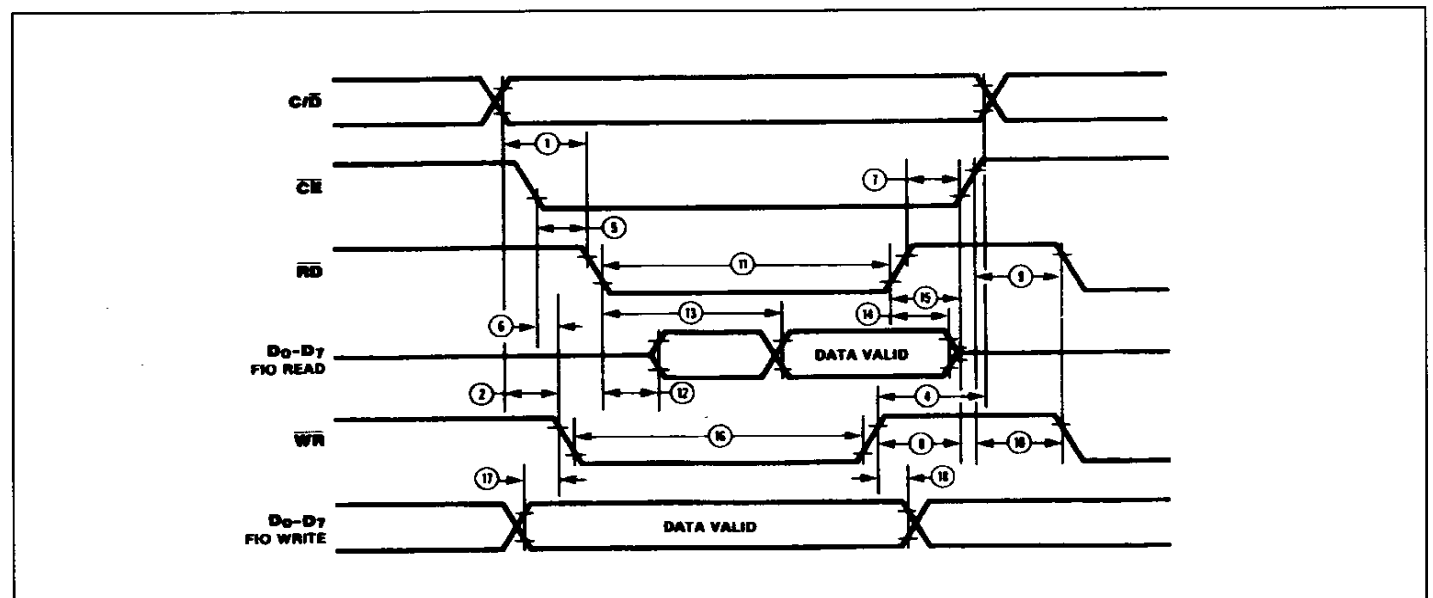 C/D̅
1
C̅E̅
7
5
R̅D̅
11
9
15
13
14
6
D0-D7
FIO READ
DATA VALID
2
12
4
W̅R̅
16
8
10
17
18
D0-D7
FIO WRITE
DATA VALID